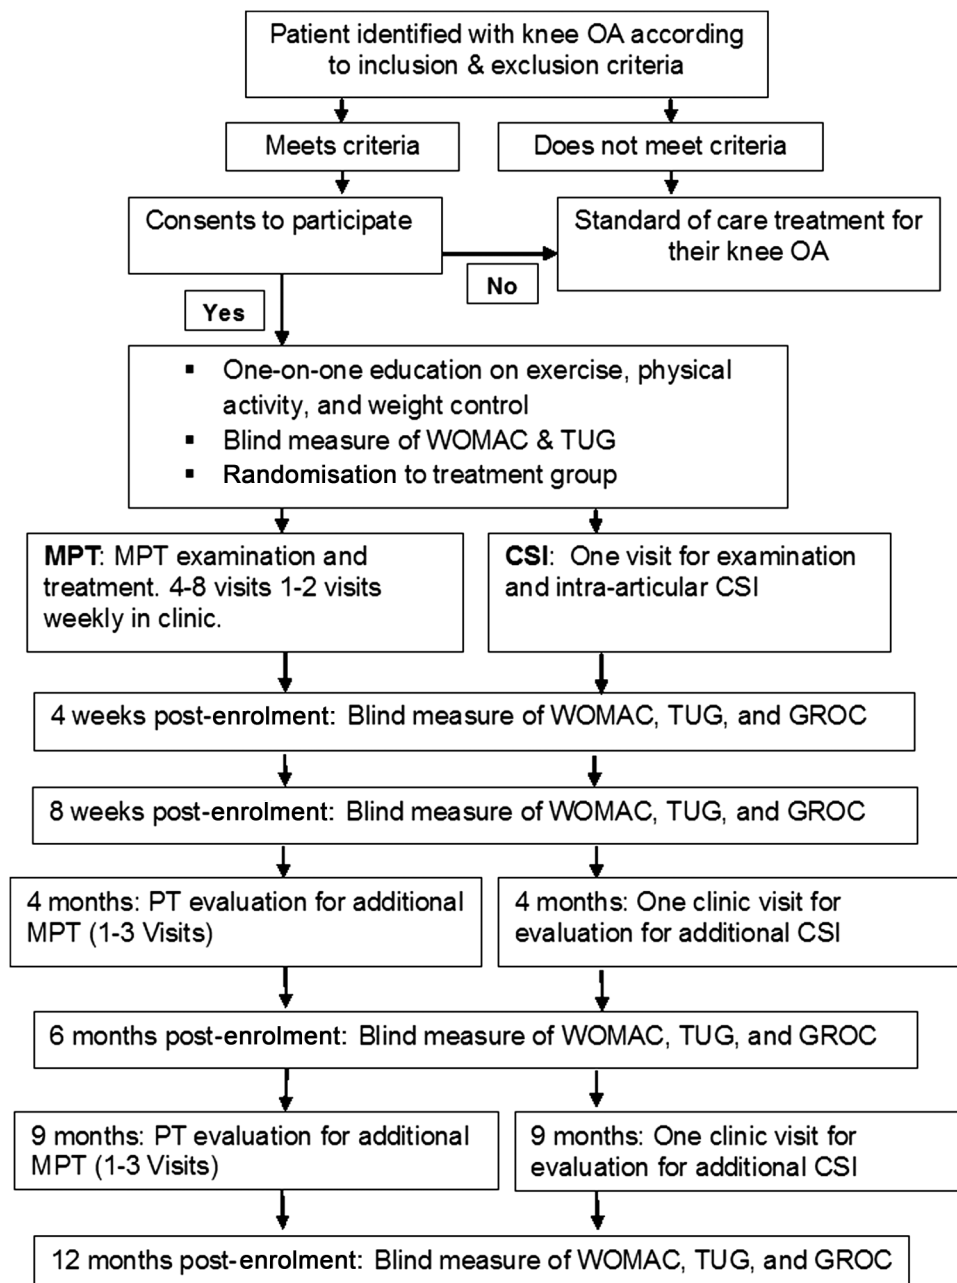 Patient identified with knee OA according
to inclusion & exclusion criteria
Meets criteria
Does not meet criteria
Consents to participate
Standard of care treatment for
their knee OA
No
Yes
▪ One-on-one education on exercise, physical
activity, and weight control
▪ Blind measure of WOMAC & TUG
▪ Randomisation to treatment group
MPT: MPT examination and
treatment. 4-8 visits 1-2 visits
weekly in clinic.
CSI: One visit for examination
and intra-articular CSI
4 weeks post-enrolment: Blind measure of WOMAC, TUG, and GROC
8 weeks post-enrolment: Blind measure of WOMAC, TUG, and GROC
4 months: PT evaluation for additional
MPT (1-3 Visits)
4 months: One clinic visit for
evaluation for additional CSI
6 months post-enrolment: Blind measure of WOMAC, TUG, and GROC
9 months: PT evaluation for additional
MPT (1-3 Visits)
9 months: One clinic visit for
evaluation for additional CSI
12 months post-enrolment: Blind measure of WOMAC, TUG, and GROC